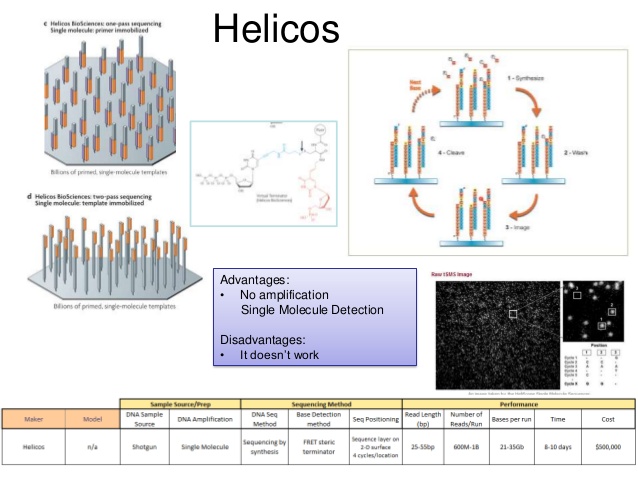 Helicos
c Helicos BioSciences: one-pass sequencing
Single molecule: primer immobilized
Billions of primed, single-molecule templates
d Helicos BioSciences: two-pass sequencing
Single molecule: template immobilized
Billions of primed, single-molecule templates
Virtual Terminator
(Helicos BioSciences)
Next
Base
1 - Synthesize
2 - Wash
3 - Image
4 - Cleave
Advantages:
• No amplification
Single Molecule Detection
Disadvantages:
• It doesn't work
Raw tSMS Image
Position
1 2 3
Cycle 1
Cycle 2
Cycle 3
Cycle 4
Cycle 5
Sample Source/Prep Sequencing Method Performance
Maker Model DNA Sample Source DNA Amplification DNA Seq Method Base Detection method Seq Positioning Read Length (bp) Number of Reads/Run Bases per run Time Cost
Helicos n/a Shotgun Single Molecule Sequencing by synthesis FRET steric terminator Sequence layer on 2-D surface 4 cycles/location 25-55bp 600M-1B 21-35Gb 8-10 days $500,000